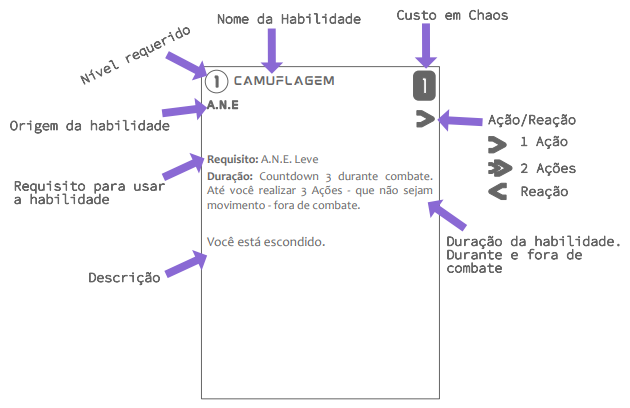 Nome da Habilidade
Custo em Chaos
Nível requerido
1 CAMUFLAGEM
1
A.N.E
Origem da habilidade
Ação/Reação
1 Ação
2 Ações
Reação
Requisito: A.N.E. Leve
Duração: Countdown 3 durante combate.
Até você realizar 3 Ações - que não sejam
movimento - fora de combate.
Requisito para usar
a habilidade
Você está escondido.
Duração da habilidade.
Durante e fora de
combate
Descrição